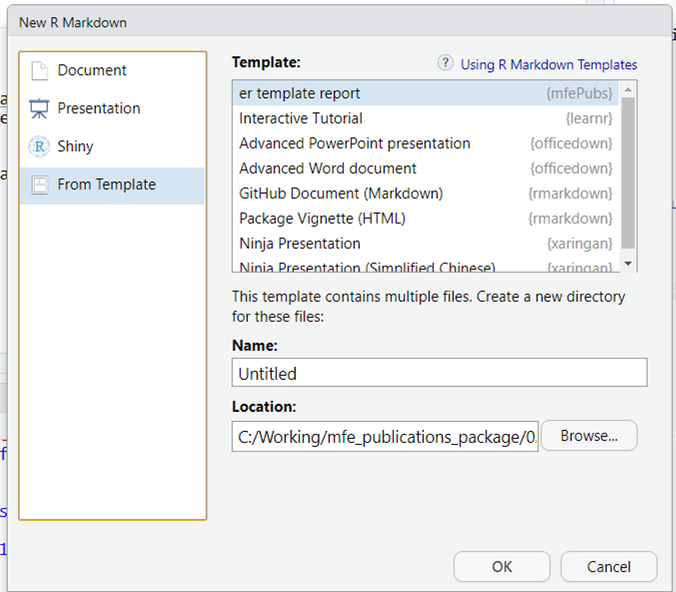 New R Markdown
Document
Presentation
Shiny
From Template
Template:
Using R Markdown Templates
er template report {mfePubs}
Interactive Tutorial {learnr}
Advanced PowerPoint presentation {officedown}
Advanced Word document {officedown}
GitHub Document (Markdown) {rmarkdown}
Package Vignette (HTML) {rmarkdown}
Ninja Presentation {xaringan}
Ninja Presentation (Simplified Chinese) {xaringan}
This template contains multiple files. Create a new directory
for these files:
Name:
Untitled
Location:
C:/Working/mfe_publications_package/0.
Browse...
OK
Cancel